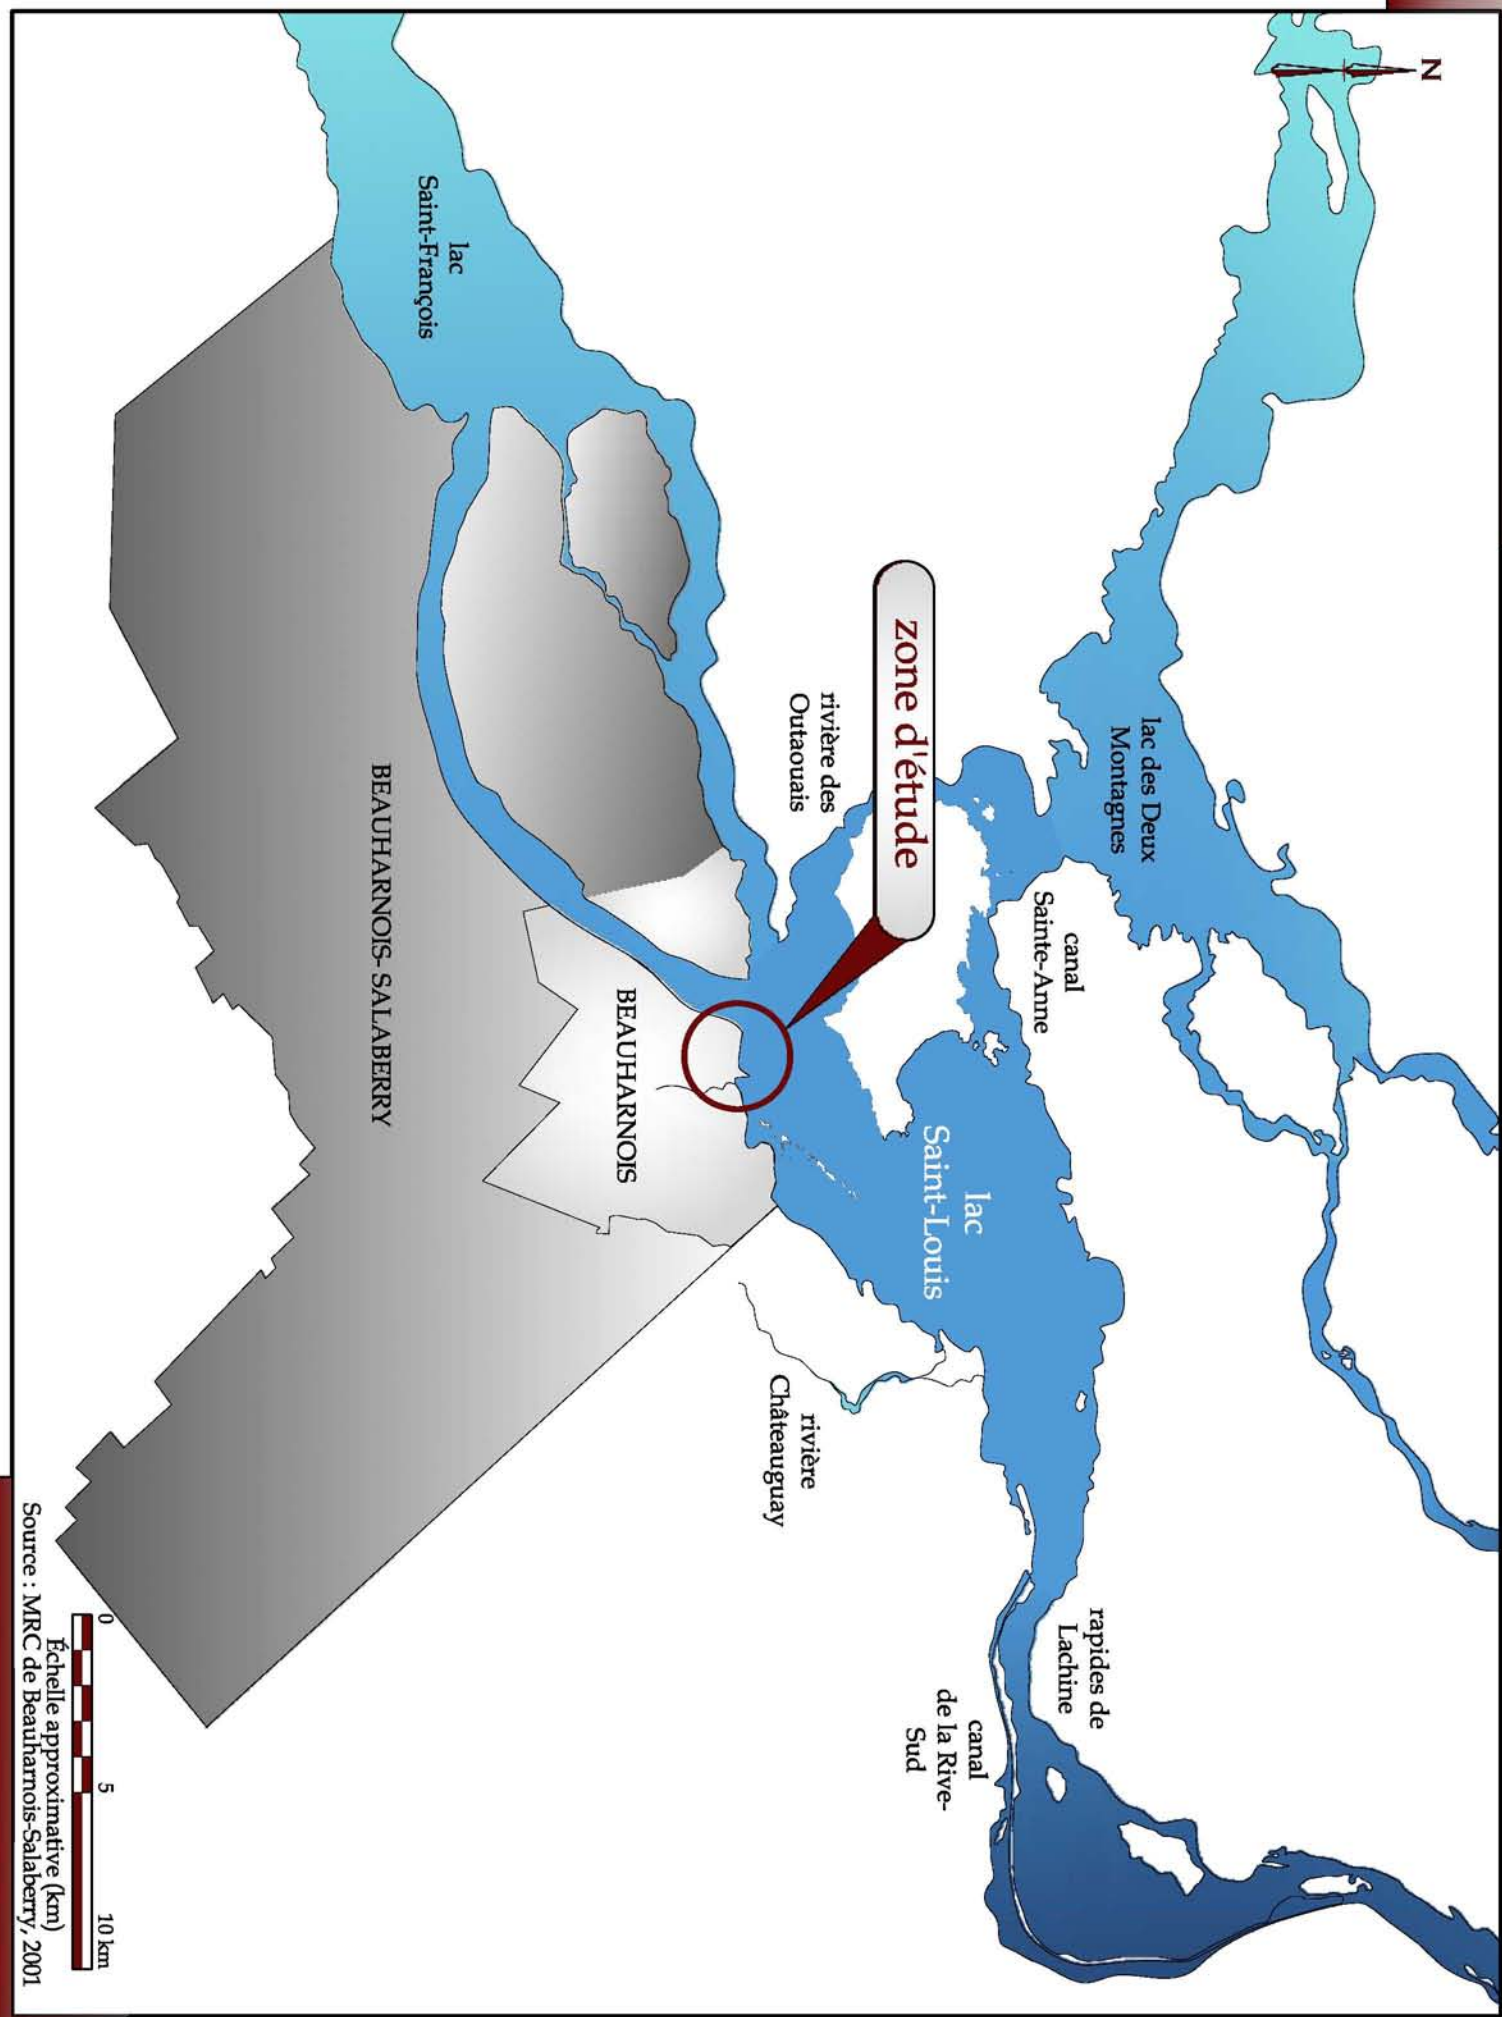 N
lac des Deux
Montagnes
canal
Sainte-Anne
rapides de
Lachine
lac
Saint-Louis
canal
de la Rive-
Sud
zone d'étude
rivière des
Outaouais
rivière
Châteauguay
BEAUHARNOIS
lac
Saint-François
BEAUHARNOIS-SALABERRY
0
5
10 km
Échelle approximative (km)
Source : MRC de Beauharnois-Salaberry, 2001